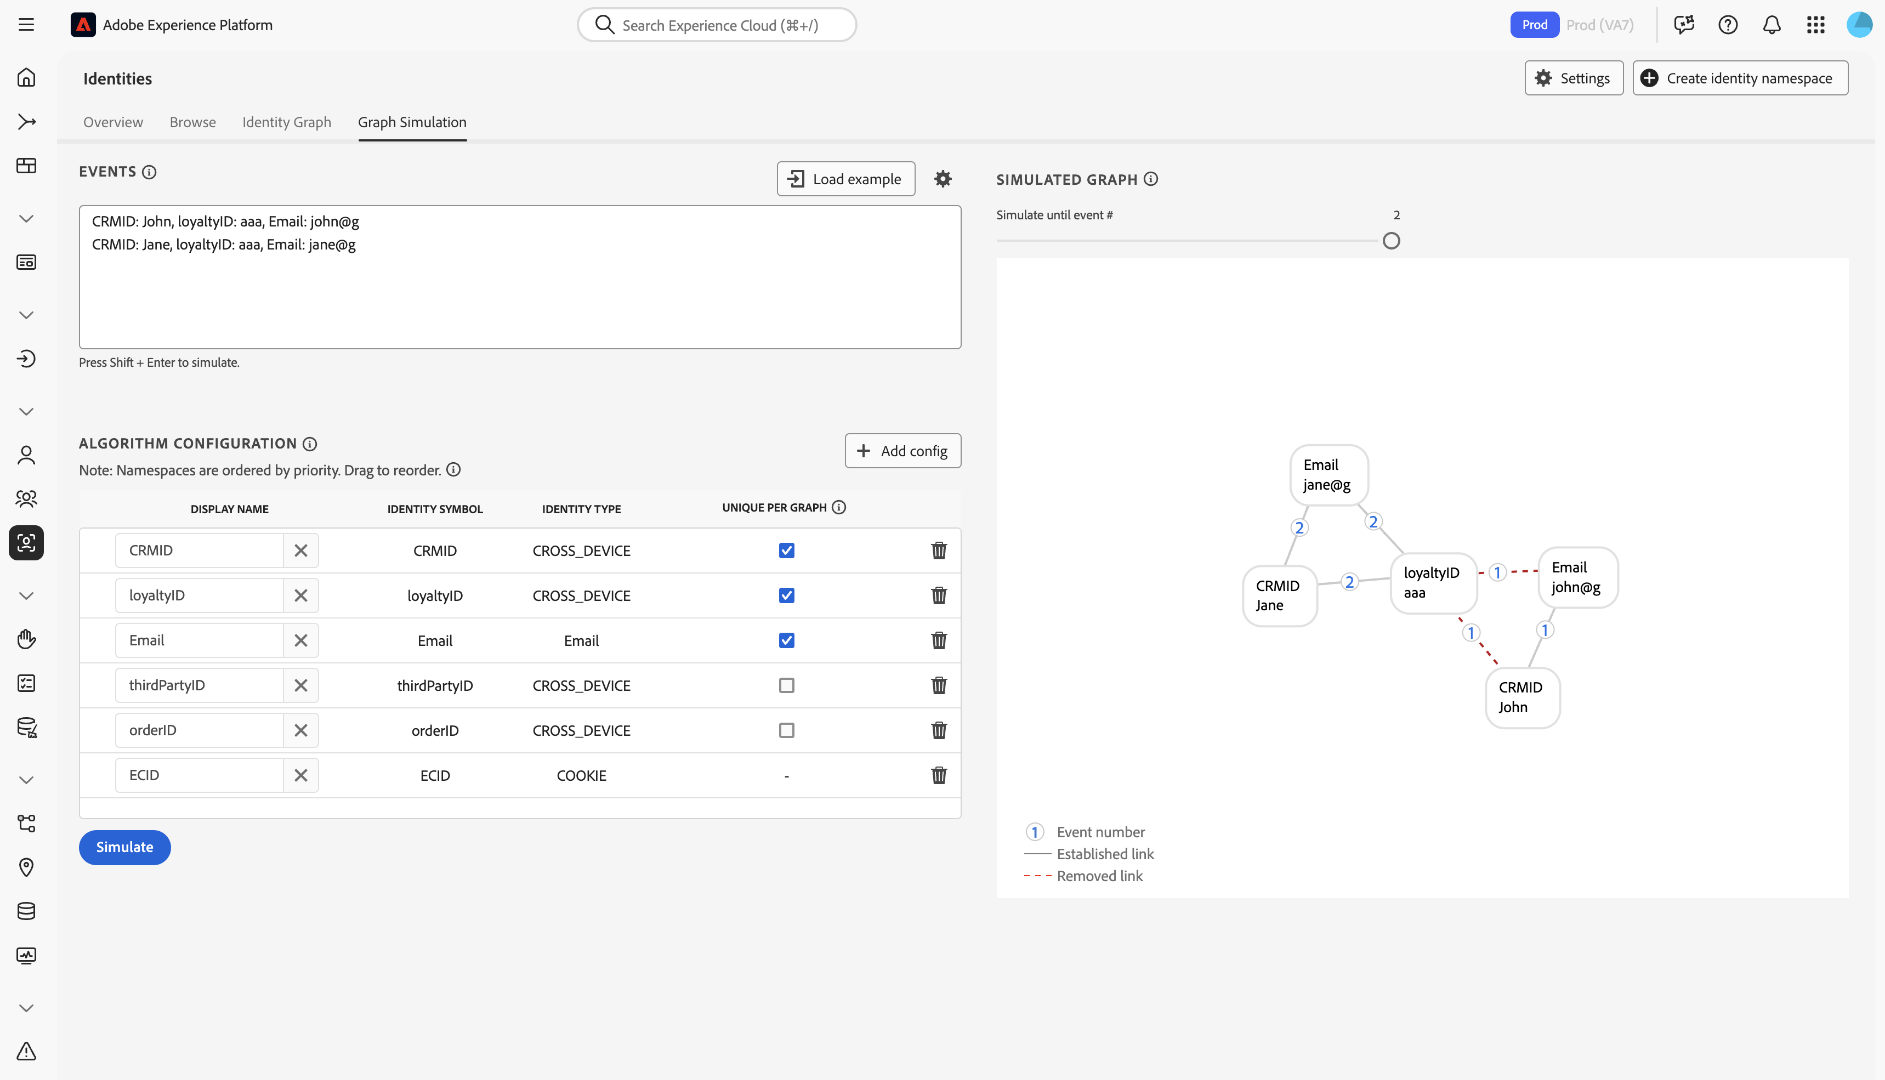 Adobe Experience Platform
Search Experience Cloud (⌘+/)
Prod
Prod (VA7)
Identities
Settings
Create identity namespace
Overview
Browse
Identity Graph
Graph Simulation
EVENTS
Load example
CRMID: John, loyaltyID: aaa, Email: john@g
CRMID: Jane, loyaltyID: aaa, Email: jane@g
Press Shift + Enter to simulate.
ALGORITHM CONFIGURATION
Note: Namespaces are ordered by priority. Drag to reorder.
Add config
DISPLAY NAME IDENTITY SYMBOL IDENTITY TYPE UNIQUE PER GRAPH
CRMID CRMID CROSS_DEVICE
loyaltyID loyaltyID CROSS_DEVICE
Email Email Email
thirdPartyID thirdPartyID CROSS_DEVICE
orderID orderID CROSS_DEVICE
ECID ECID COOKIE -
Simulate
SIMULATED GRAPH
Simulate until event # 2
Email
jane@g
2
2
CRMID
Jane
2
loyaltyID
aaa
1
Email
john@g
1
1
CRMID
John
1 Event number
Established link
Removed link